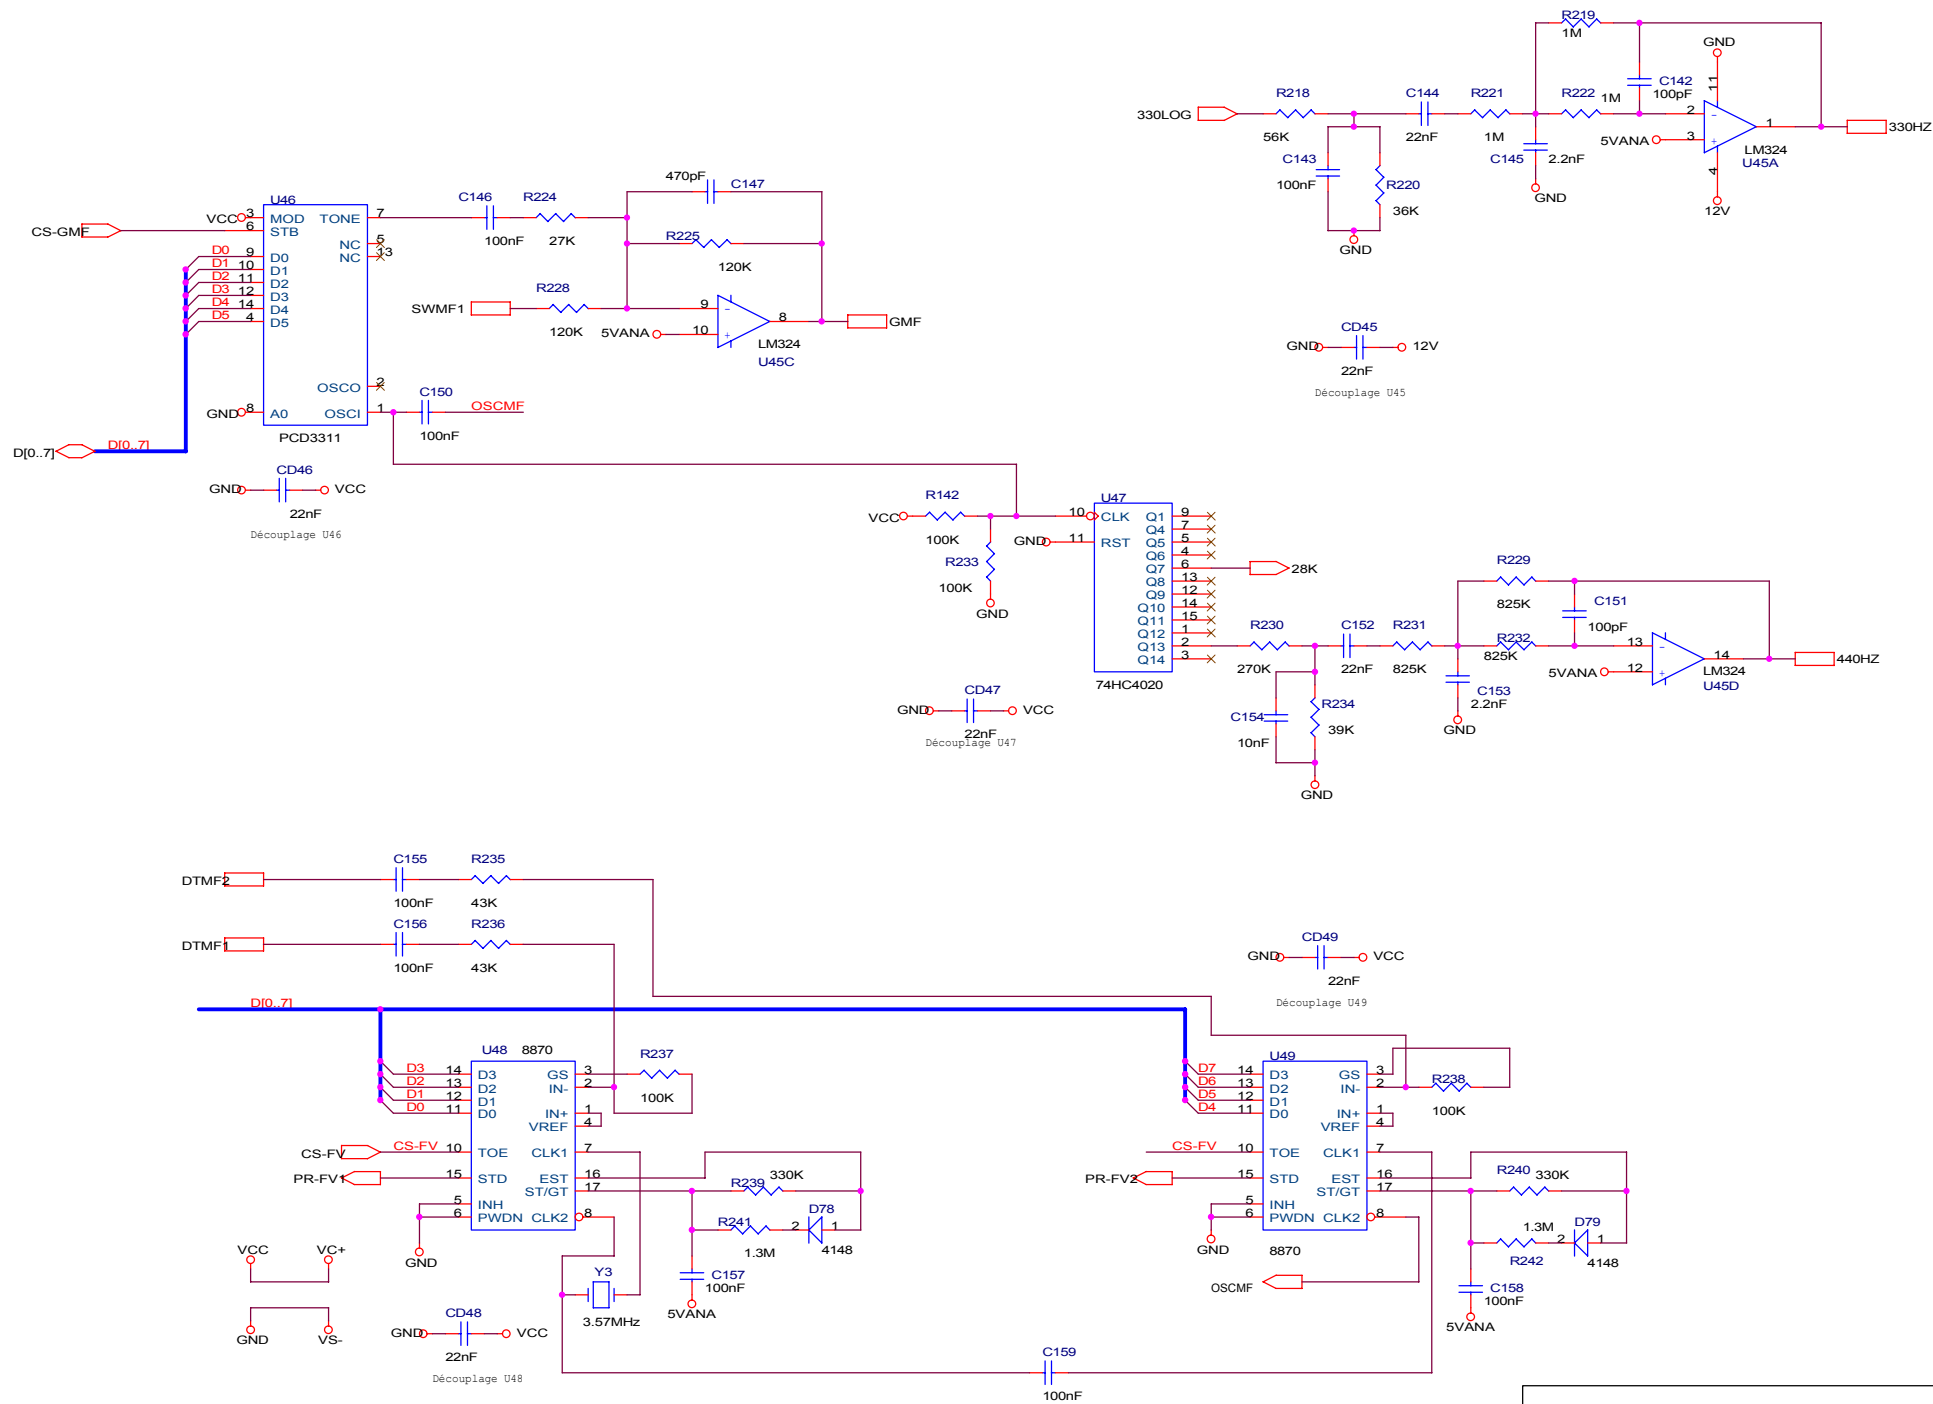 R219
1M
GND
11
C142
100pF
R218
C144
R221
R222
1M
330LOG
56K
22nF
1M
2
3
5VANA
1
330HZ
LM324
U45A
C143
100nF
C145
2.2nF
R220
36K
GND
GND
4
12V
470pF
C147
U46
C146
R224
VCC
3
MOD
TONE
7
CS-GMF
6
STB
100nF
27K
NC
5
NC
13
R225
120K
D0
9
D0
D1
10
D1
D2
11
D2
D3
12
D3
D4
14
D4
D5
4
D5
R228
SWMF1
120K
9
5VANA
10
8
GMF
LM324
U45C
CD45
GND
12V
22nF
Découplage U45
OSCO
2
C150
GND
8
A0
OSCI
1
OSCMF
100nF
PCD3311
D[0..7]
D[0..7]
CD46
GND
VCC
22nF
Découplage U46
R142
VCC
100K
R233
100K
GND
U47
10
CLK
GND
11
RST
Q1
9
Q4
7
Q5
5
Q6
4
Q7
6
28K
Q8
13
Q9
12
Q10
14
Q11
15
Q12
1
Q13
2
Q14
3
74HC4020
R229
825K
C151
100pF
R230
C152
R231
R232
270K
22nF
825K
825K
13
5VANA
12
14
440HZ
LM324
U45D
CD47
GND
VCC
22nF
Découplage U47
C154
10nF
R234
39K
GND
C153
2.2nF
GND
C155
R235
DTMF2
100nF
43K
C156
R236
DTMF1
100nF
43K
CD49
GND
VCC
22nF
Découplage U49
D[0..7]
U48
8870
R237
100K
D3
14
D3
D2
13
D2
D1
12
D1
D0
11
D0
GS
3
IN-
2
IN+
1
VREF
4
CS-FV
CS-FV
10
TOE
CLK1
7
PR-FV1
15
STD
EST
16
ST/GT
17
5
INH
6
PWDN
CLK2
8
GND
R239
330K
R241
1.3M
2
D78
1
4148
C157
100nF
5VANA
Y3
3.57MHz
VCC
VC+
GND
VS-
CD48
GND
VCC
22nF
Découplage U48
U49
D7
14
D3
D6
13
D2
D5
12
D1
D4
11
D0
GS
3
IN-
2
IN+
1
VREF
4
R238
100K
CS-FV
10
TOE
CLK1
7
PR-FV2
15
STD
EST
16
ST/GT
17
5
INH
6
PWDN
CLK2
8
GND
8870
OSCMF
R240
330K
1.3M
R242
2
D79
1
4148
C158
100nF
5VANA
C159
100nF